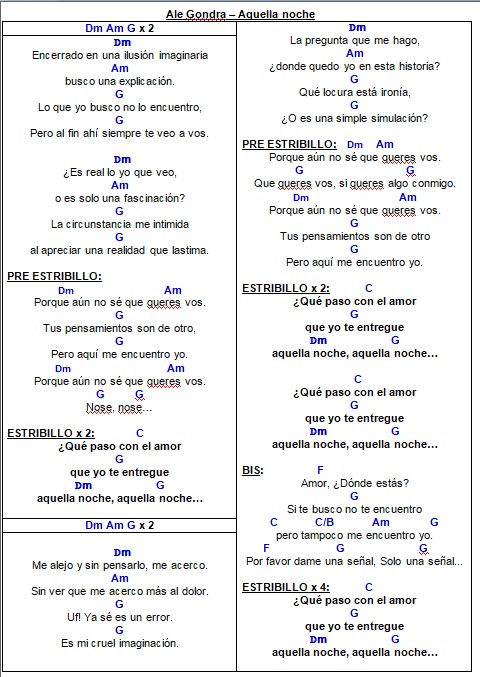 Ale Gondra – Aquella noche
Dm Am G x 2
Dm
Encerrado en una ilusión imaginaria
Am
busco una explicación.
G
Lo que yo busco no lo encuentro,
G
Pero al fin ahí siempre te veo a vos.
Dm
¿Es real lo yo que veo,
Am
o es solo una fascinación?
G
La circunstancia me intimida
G
al apreciar una realidad que lastima.
PRE ESTRIBILLO:
Dm Am
Porque aún no sé que queres vos.
G
Tus pensamientos son de otro,
G
Pero aquí me encuentro yo.
Dm Am
Porque aún no sé que queres vos.
G G
Nose, nose…
ESTRIBILLO x 2: C
¿Qué paso con el amor
G
que yo te entregue
Dm G
aquella noche, aquella noche…
Dm Am G x 2
Dm
Me alejo y sin pensarlo, me acerco.
Am
Sin ver que me acerco más al dolor.
G
Uf! Ya sé es un error.
G
Es mi cruel imaginación.
Dm
La pregunta que me hago,
Am
¿donde quedo yo en esta historia?
G
Qué locura está ironía,
G
¿O es una simple simulación?
PRE ESTRIBILLO: Dm Am
Porque aún no sé que queres vos.
G G
Que queres vos, si queres algo conmigo.
Dm Am
Porque aún no sé que queres vos.
G
Tus pensamientos son de otro
G
Pero aquí me encuentro yo.
ESTRIBILLO x 2: C
¿Qué paso con el amor
G
que yo te entregue
Dm G
aquella noche, aquella noche…
C
¿Qué paso con el amor
G
que yo te entregue
Dm G
aquella noche, aquella noche…
BIS: F
Amor, ¿Dónde estás?
G
Si te busco no te encuentro
C C/B Am G
pero tampoco me encuentro yo.
F G G
Por favor dame una señal, Solo una señal...
ESTRIBILLO x 4: C
¿Qué paso con el amor
G
que yo te entregue
Dm G
aquella noche, aquella noche…